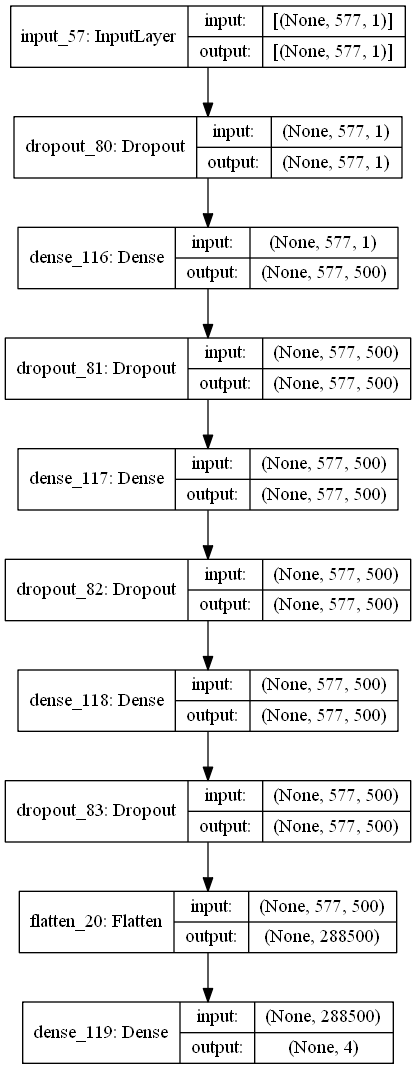 input_57: InputLayer
input: [(None, 577, 1)]
output: [(None, 577, 1)]
dropout_80: Dropout
input: (None, 577, 1)
output: (None, 577, 1)
dense_116: Dense
input: (None, 577, 1)
output: (None, 577, 500)
dropout_81: Dropout
input: (None, 577, 500)
output: (None, 577, 500)
dense_117: Dense
input: (None, 577, 500)
output: (None, 577, 500)
dropout_82: Dropout
input: (None, 577, 500)
output: (None, 577, 500)
dense_118: Dense
input: (None, 577, 500)
output: (None, 577, 500)
dropout_83: Dropout
input: (None, 577, 500)
output: (None, 577, 500)
flatten_20: Flatten
input: (None, 577, 500)
output: (None, 288500)
dense_119: Dense
input: (None, 288500)
output: (None, 4)